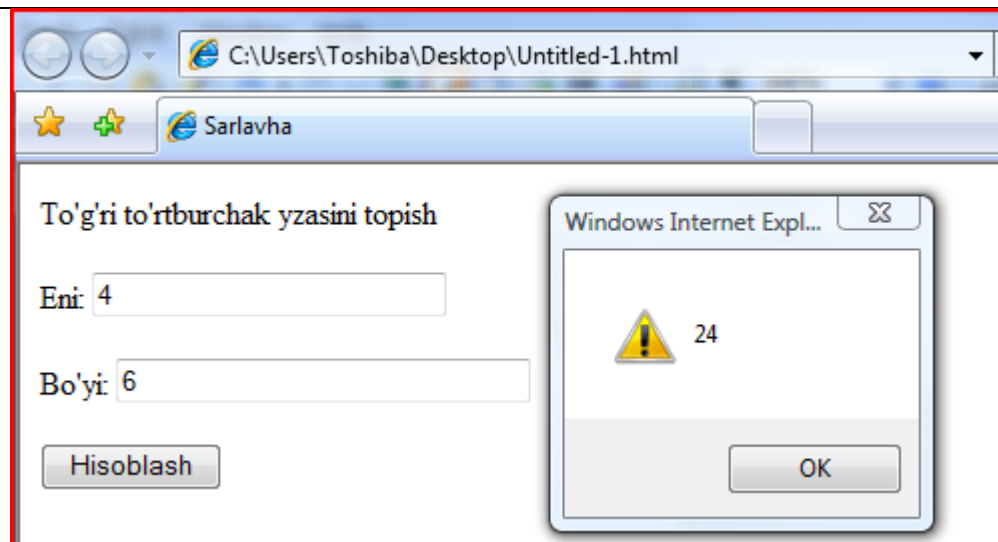 C:\Users\Toshiba\Desktop\Untitled-1.html
Sarlavha
To'g'ri to'rtburchak yzasini topish
Eni: 4
Bo'yi: 6
Hisoblash
Windows Internet Expl...
24
OK